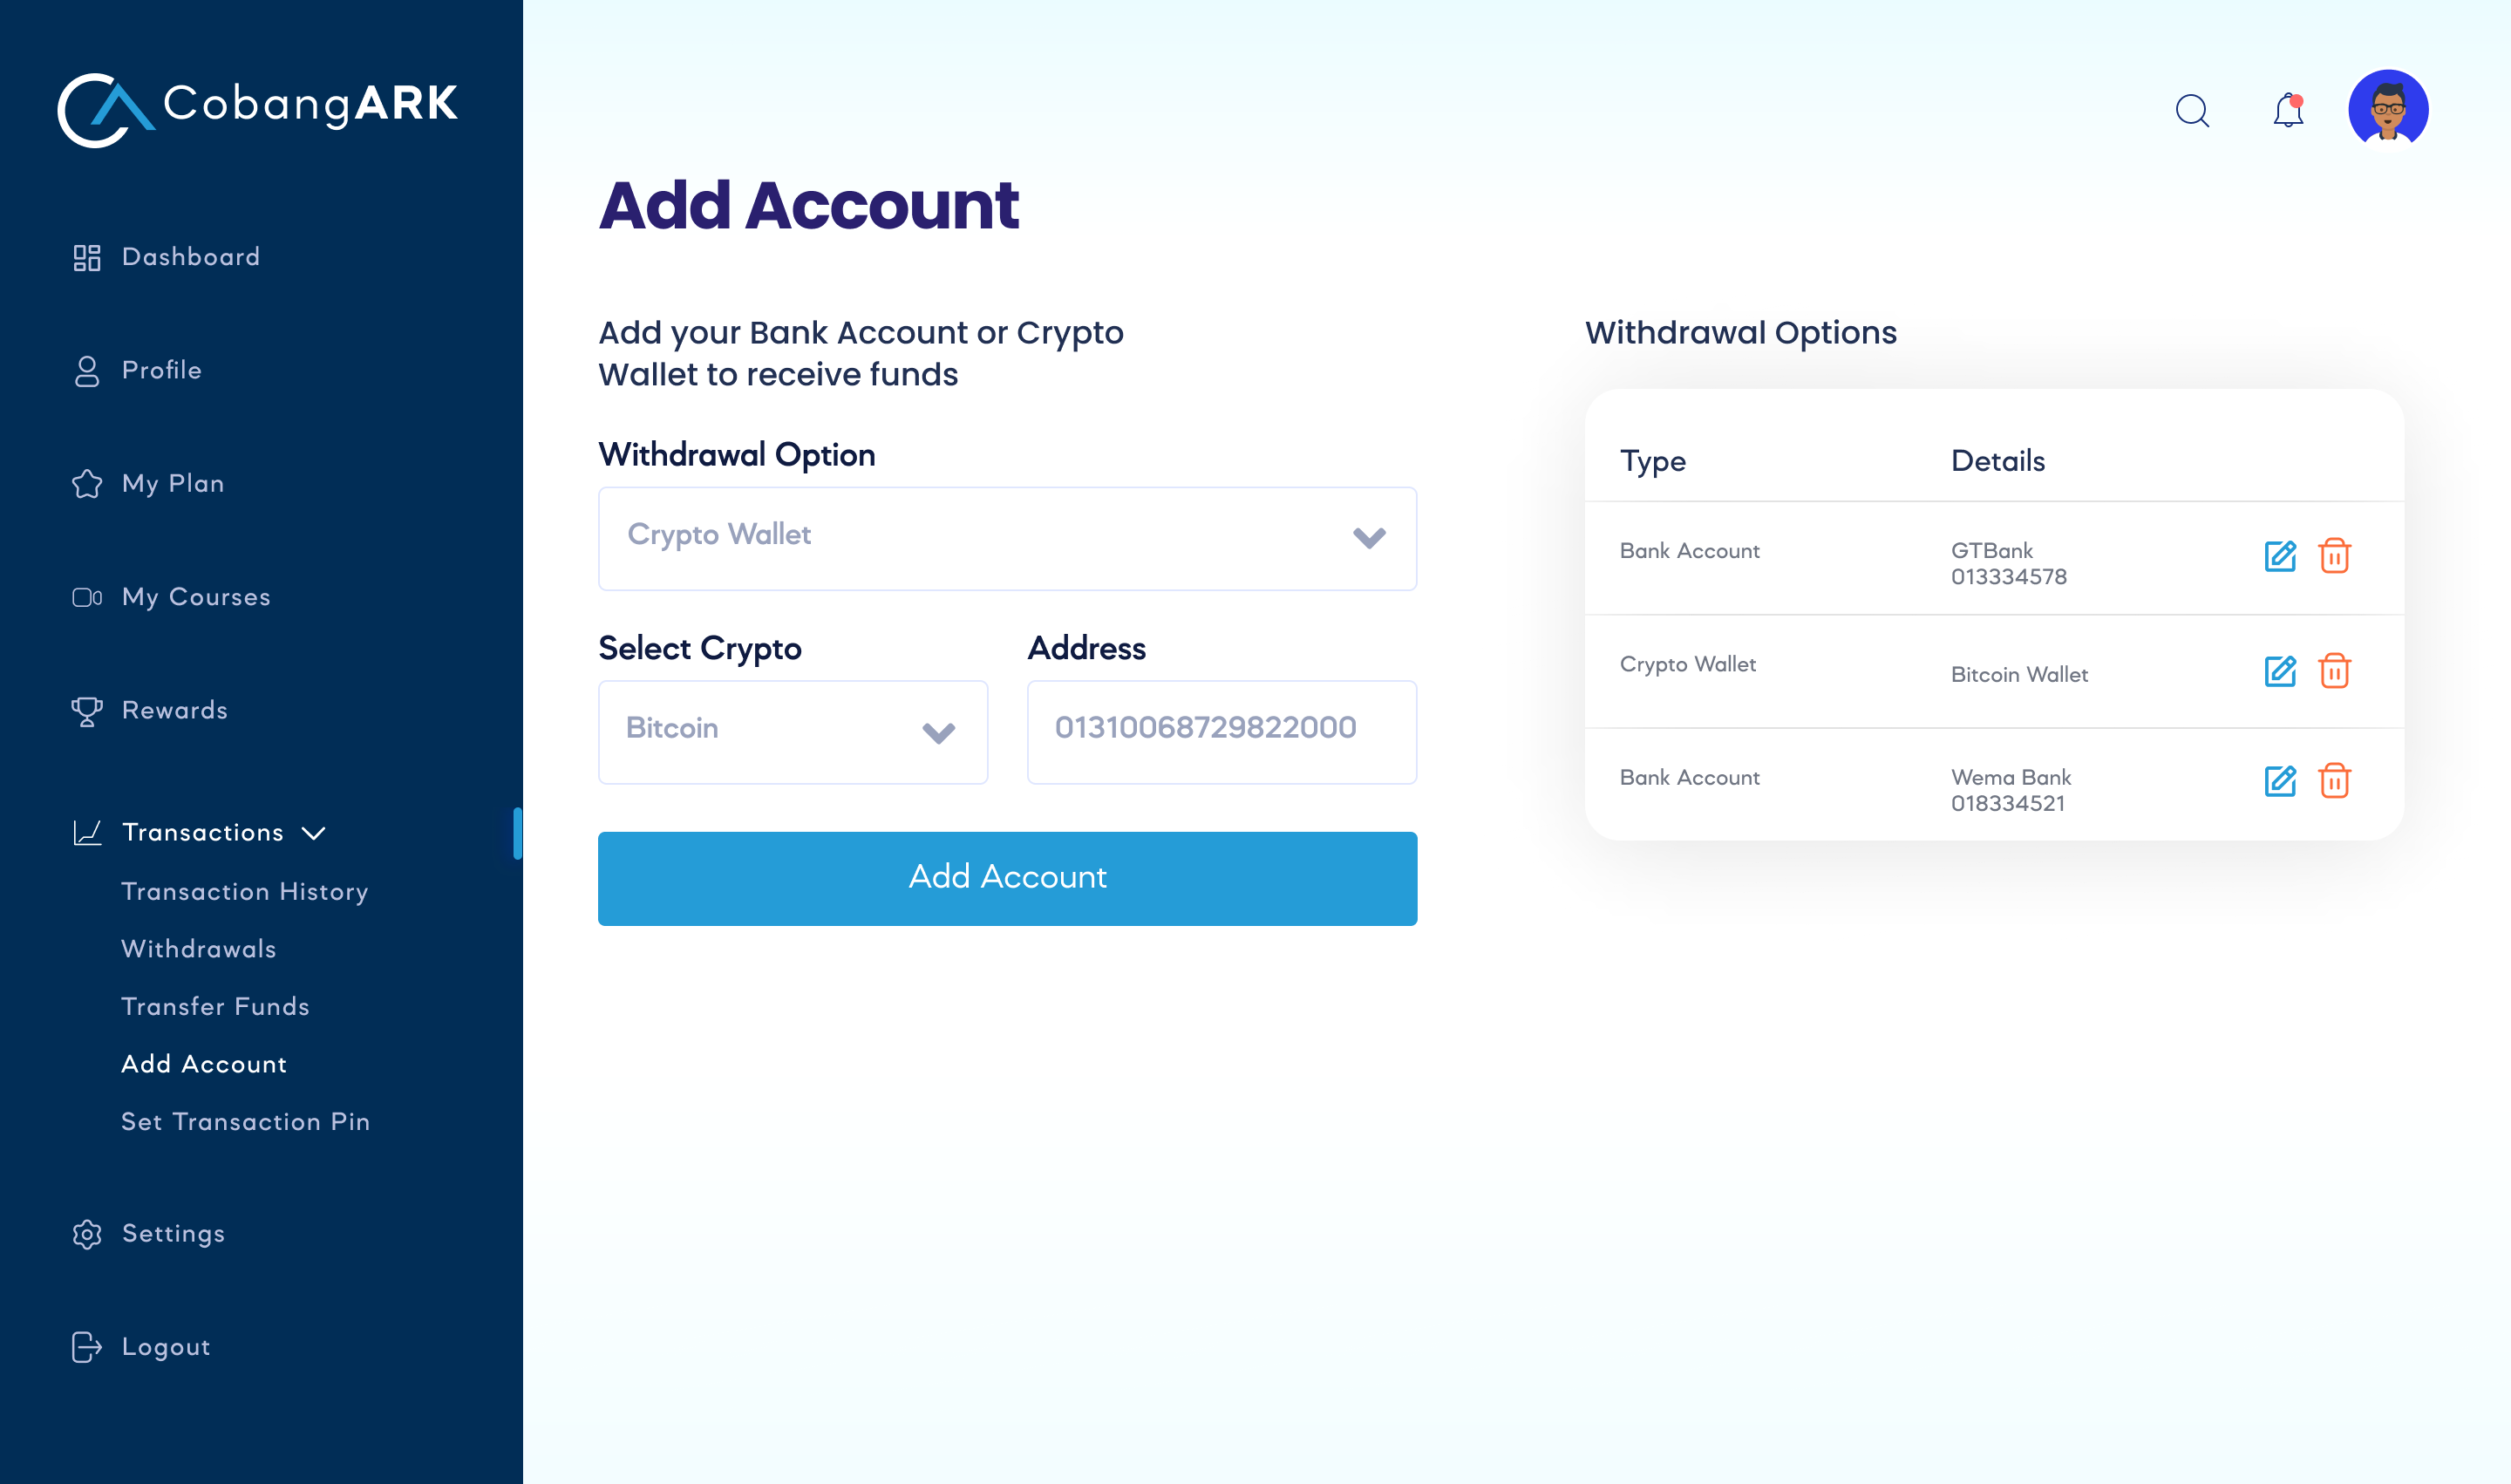 CobangARK
Dashboard
Profile
My Plan
My Courses
Rewards
Transactions
Transaction History
Withdrawals
Transfer Funds
Add Account
Set Transaction Pin
Settings
Logout
Add Account
Add your Bank Account or Crypto
Wallet to receive funds
Withdrawal Option
Crypto Wallet
Select Crypto
Address
Bitcoin
01310068729822000
Add Account
Withdrawal Options
Type
Details
Bank Account
GTBank
013334578
Crypto Wallet
Bitcoin Wallet
Bank Account
Wema Bank
018334521